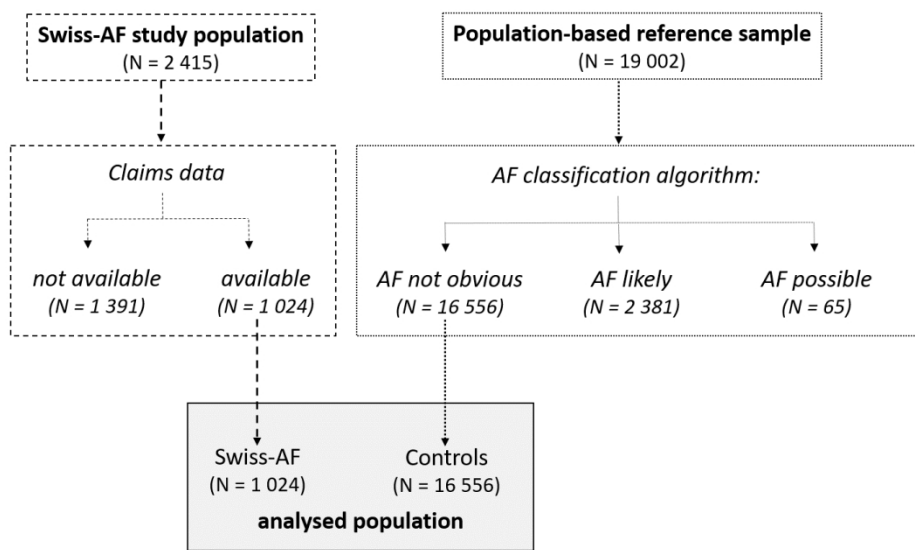 Swiss-AF study population
(N = 2 415)
Population-based reference sample
(N = 19 002)
Claims data
not available
(N = 1 391)
available
(N = 1 024)
AF classification algorithm:
AF not obvious
(N = 16 556)
AF likely
(N = 2 381)
AF possible
(N = 65)
Swiss-AF
(N = 1 024)
Controls
(N = 16 556)
analysed population